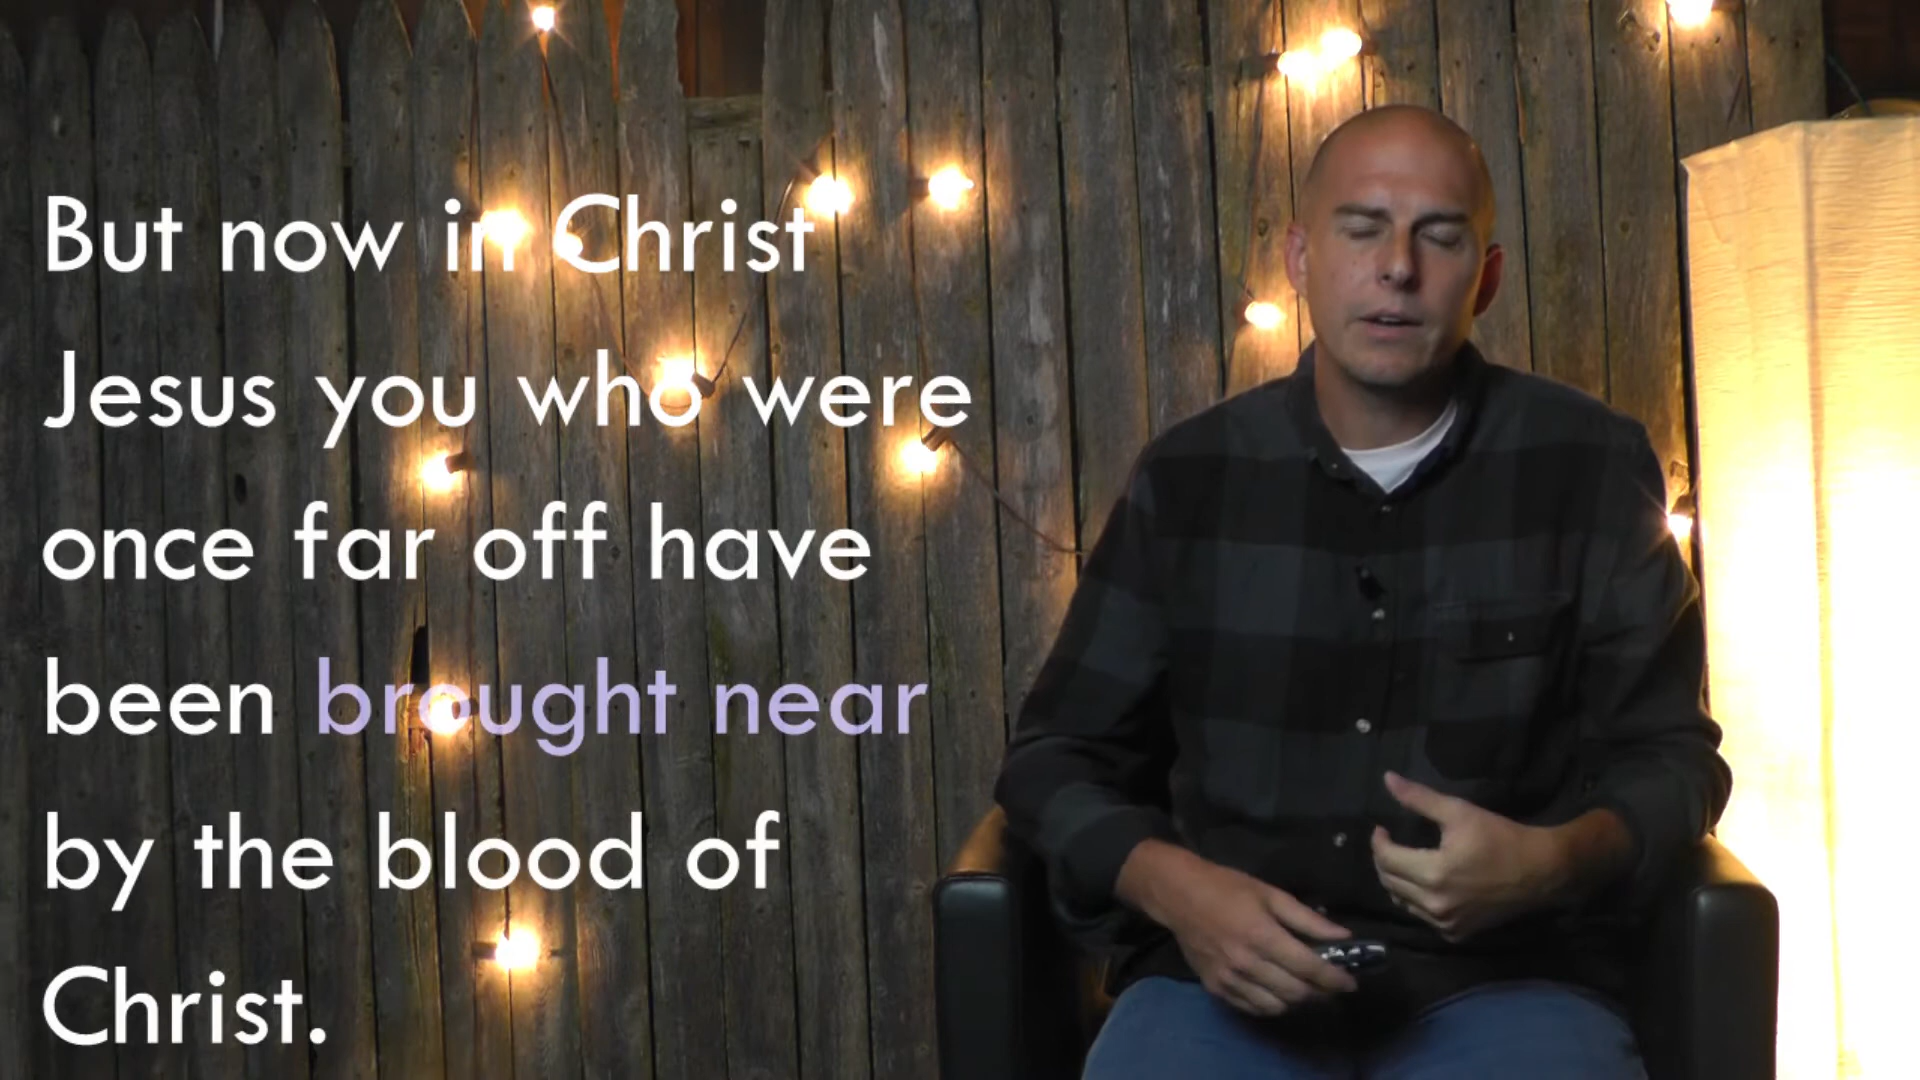 But now in Christ
Jesus you who were
once far off have
been brought near
by the blood of
Christ.